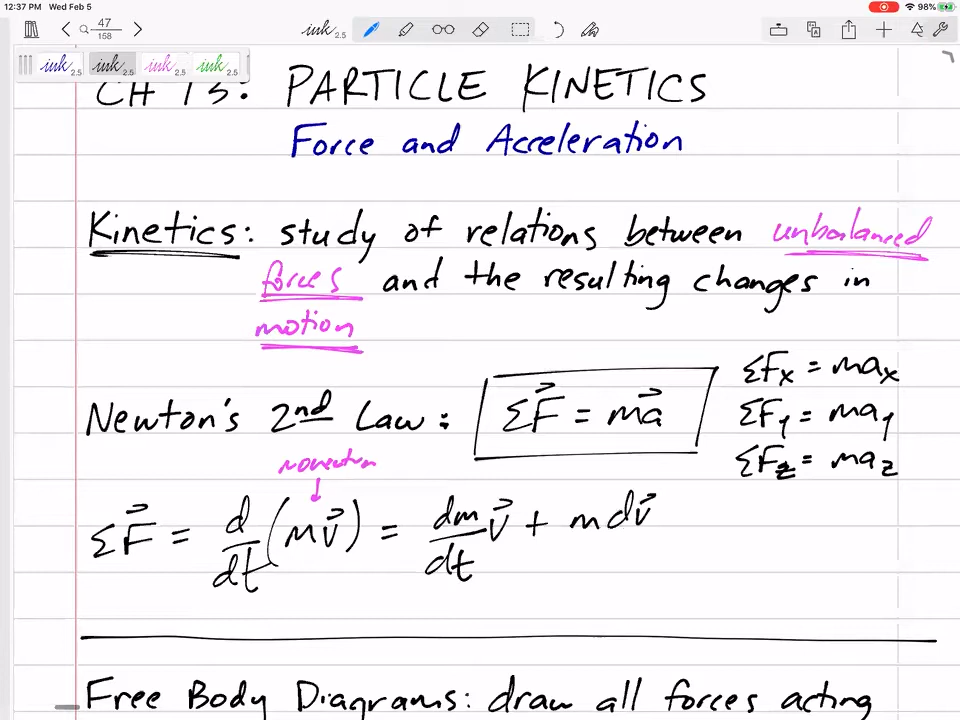 12:37 PM Wed Feb 5
98%
47
158
ink 2.5
ink 2.5 ink 2.5 ink 2.5 ink 2.5
CH 13: PARTICLE KINETICS
Force and Acceleration
Kinetics: study of relations between unbalanced
forces and the resulting changes in
motion
ΣFx = max
Newton's 2nd Law: ΣF⃗ = ma⃗ ΣFy = may
ΣFz = maz
momentum
↓
ΣF⃗ = d/dt (mv⃗) = dm/dt v⃗ + m dv⃗
Free Body Diagrams: draw all forces acting